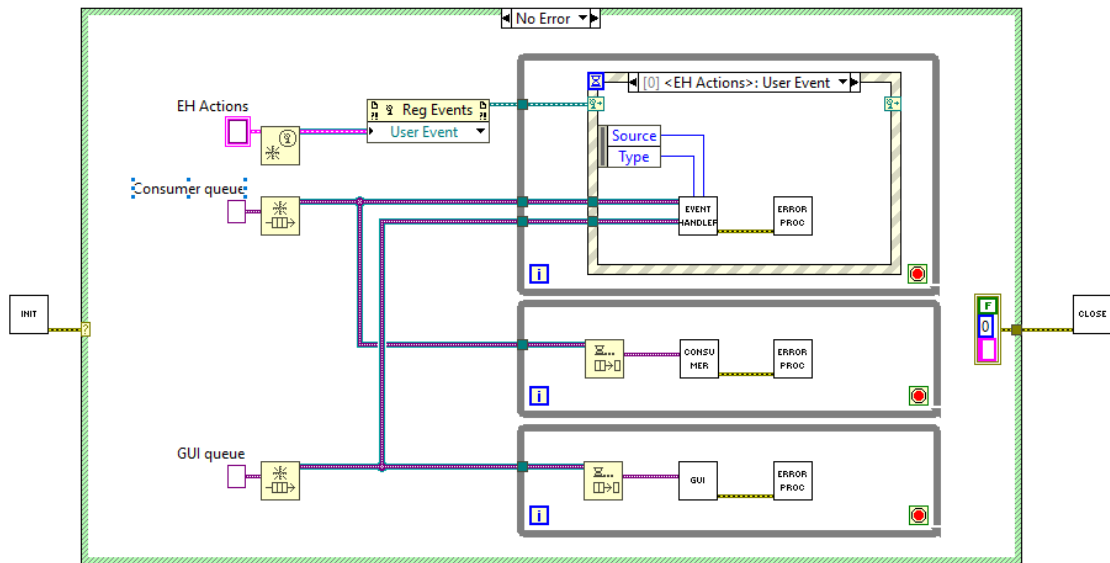 No Error
[0] <EH Actions>: User Event
EH Actions
Reg Events
User Event
Source
Type
Consumer queue
EVENT
HANDLER
ERROR
PROC
i
INIT
?
F
0
CLOSE
CONSU
MER
ERROR
PROC
i
GUI queue
GUI
ERROR
PROC
i